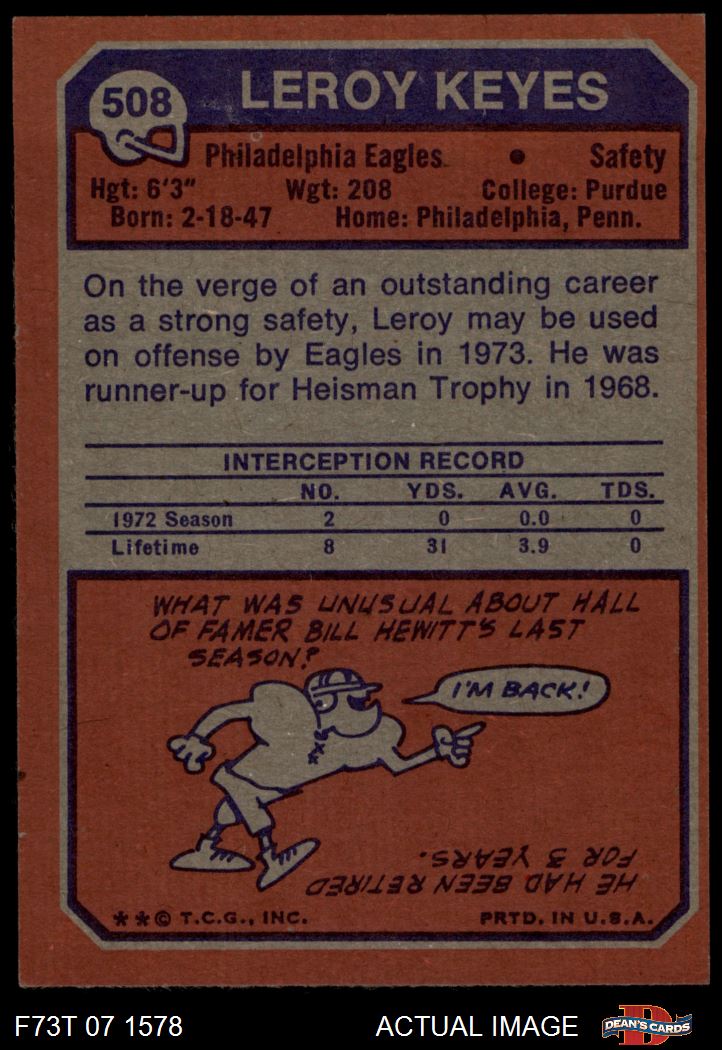 508
LEROY KEYES
Philadelphia Eagles • Safety
Hgt: 6'3" Wgt: 208 College: Purdue
Born: 2-18-47 Home: Philadelphia, Penn.
On the verge of an outstanding career
as a strong safety, Leroy may be used
on offense by Eagles in 1973. He was
runner-up for Heisman Trophy in 1968.
INTERCEPTION RECORD
NO. YDS. AVG. TDS.
1972 Season 2 0 0.0 0
Lifetime 8 31 3.9 0
WHAT WAS UNUSUAL ABOUT HALL
OF FAMER BILL HEWITT'S LAST
SEASON?
I'M BACK!
HE HAD BEEN RETIRED
FOR 3 YEARS.
**© T.C.G., INC. PRTD. IN U.S.A.
F73T 07 1578 ACTUAL IMAGE D DEAN'S CARDS